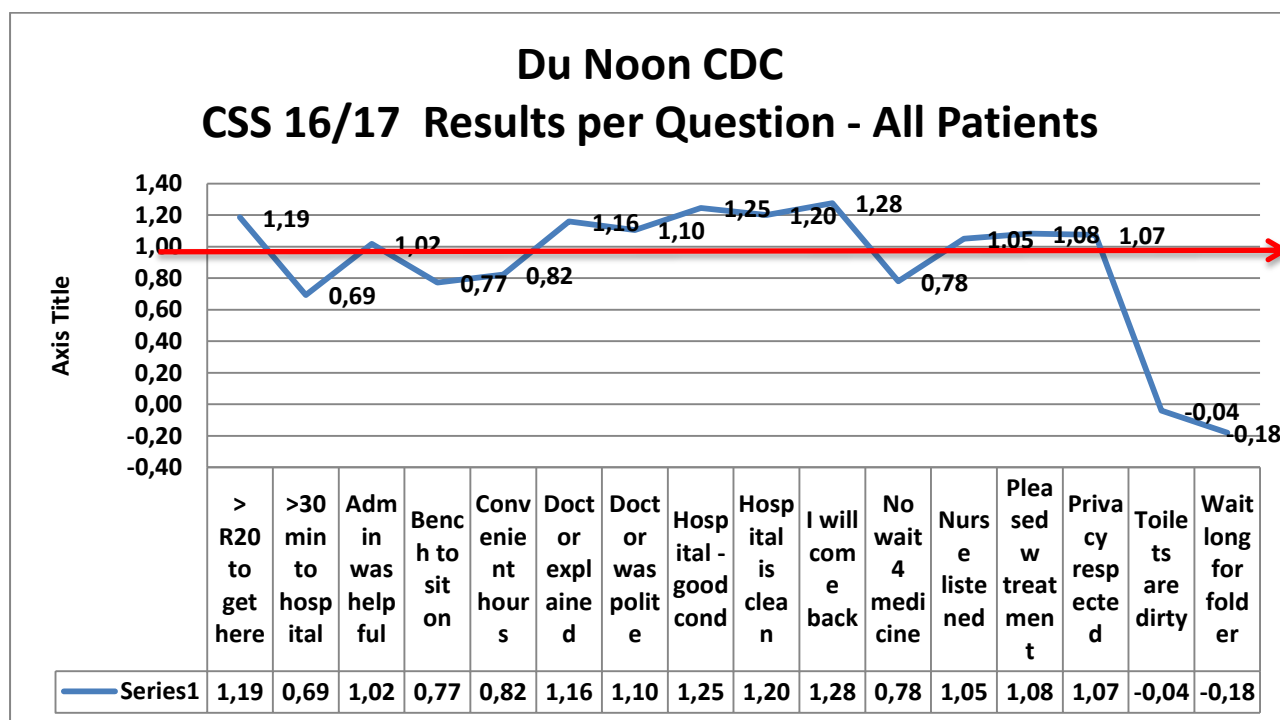 Du Noon CDC
CSS 16/17 Results per Question - All Patients
Axis Title
1,40
1,20
1,00
0,80
0,60
0,40
0,20
0,00
-0,20
-0,40
1,19
0,69
1,02
0,77
0,82
1,16
1,10
1,25
1,20
1,28
0,78
1,05
1,08
1,07
-0,04
-0,18
>
R20
to
get
here
>30
min
to
hosp
ital
Adm
in
was
help
ful
Benc
h to
sit
on
Conv
enie
nt
hour
s
Doct
or
expl
aine
d
Doct
or
was
polit
e
Hosp
ital -
good
cond
Hosp
ital
is
clea
n
I will
com
e
back
No
wait
4
medi
cine
Nurs
e
liste
ned
Plea
sed
w
treat
men
t
Priva
cy
resp
ecte
d
Toile
ts
are
dirty
Wait
long
for
fold
er
Series1 1,19 0,69 1,02 0,77 0,82 1,16 1,10 1,25 1,20 1,28 0,78 1,05 1,08 1,07 -0,04 -0,18